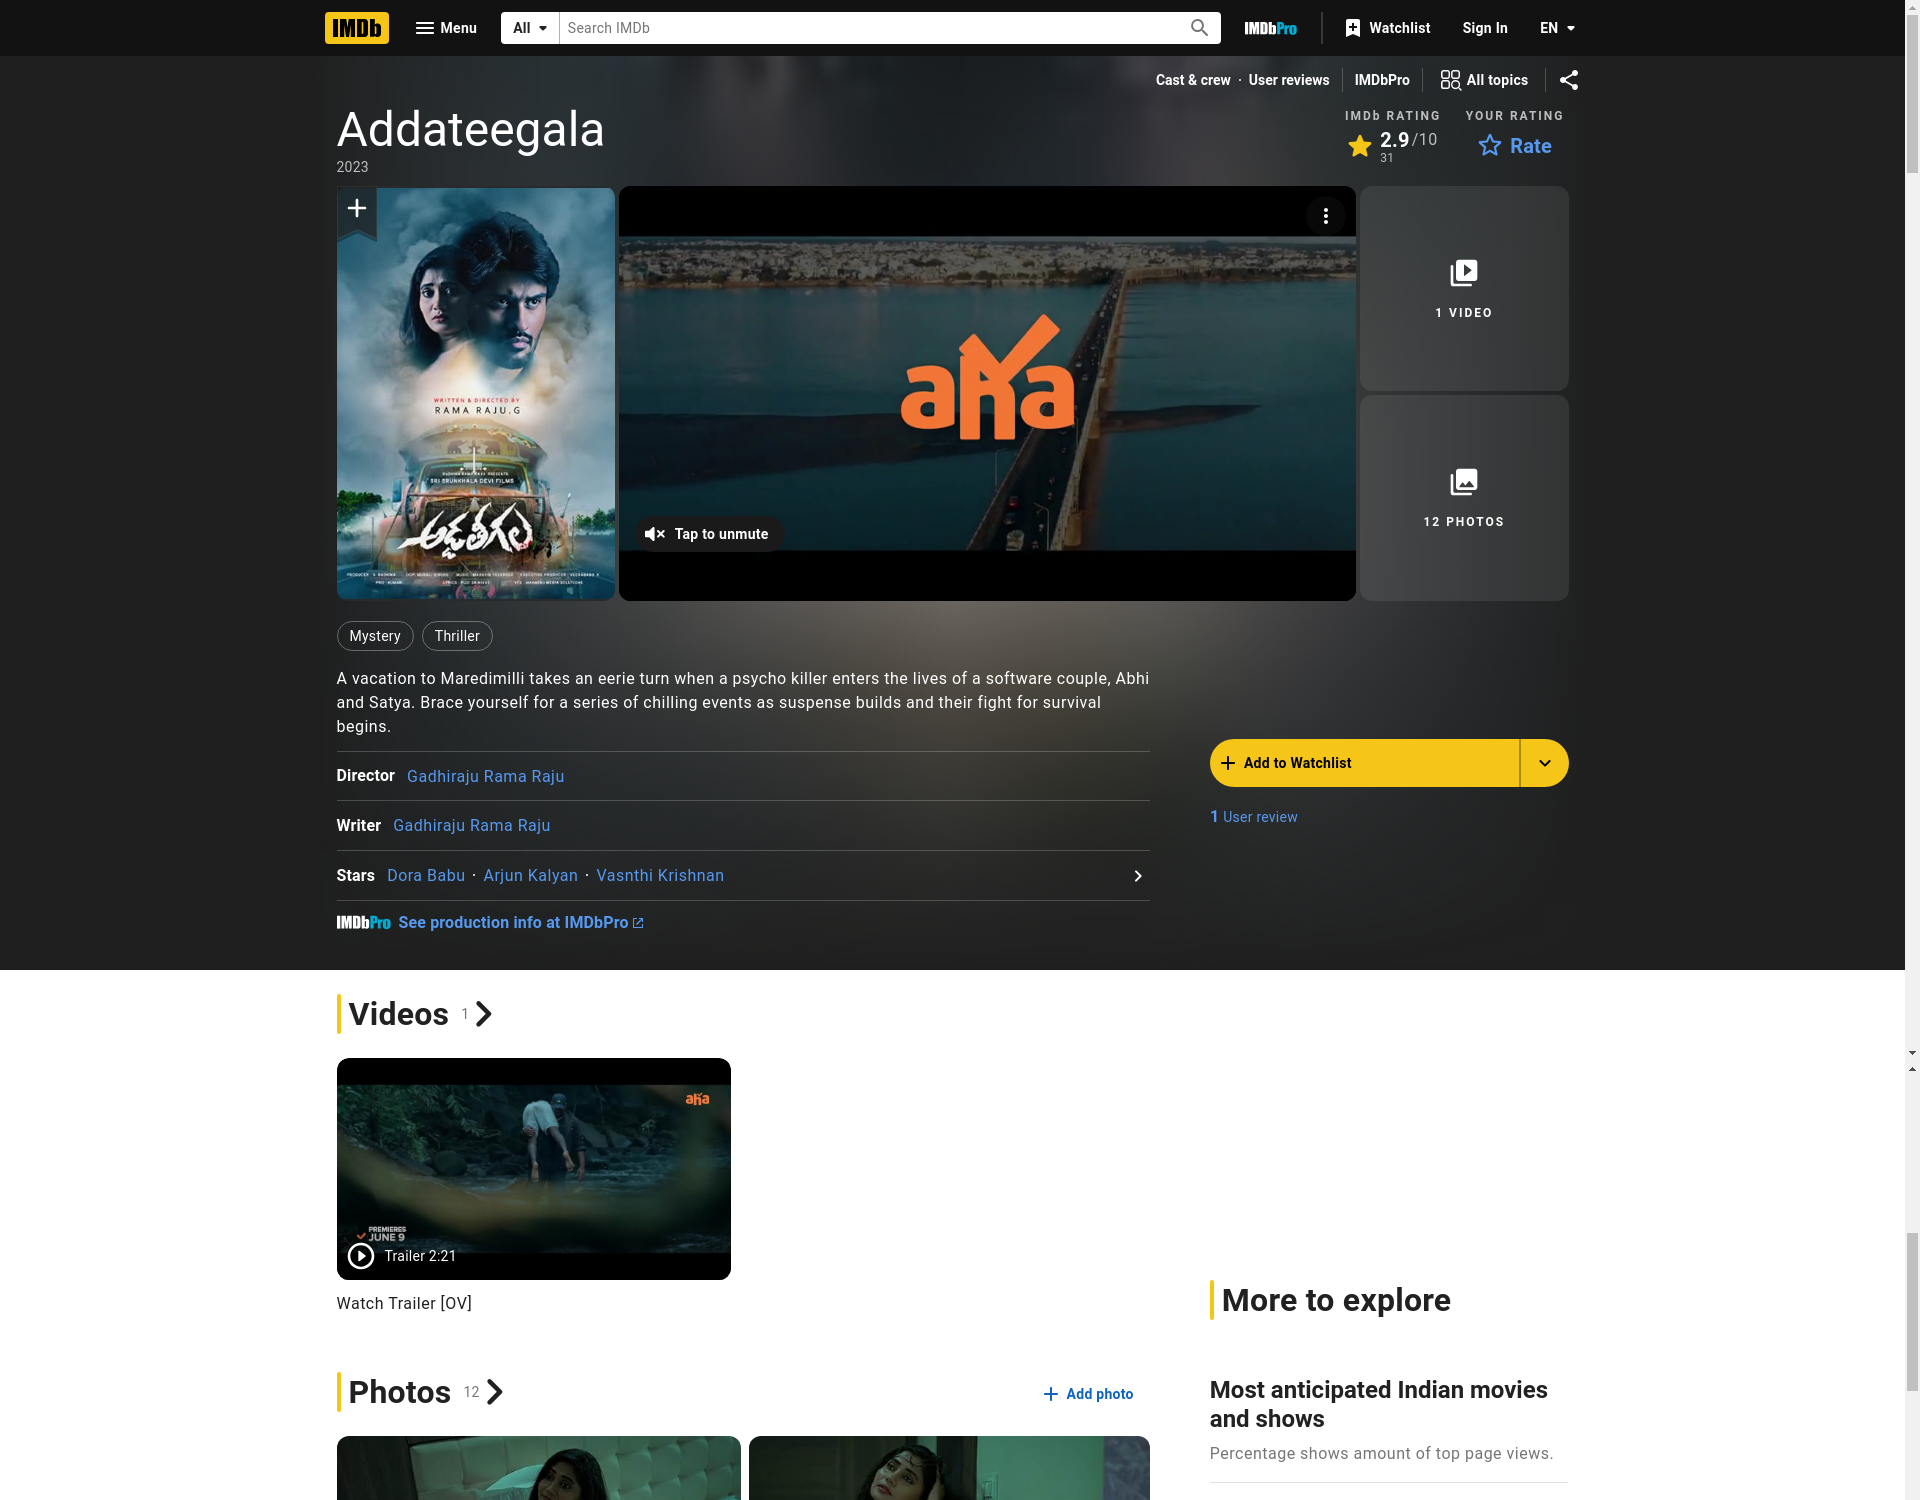 IMDb
Menu
All
Search IMDb
IMDbPro
Watchlist
Sign In
EN
Cast & crew · User reviews
IMDbPro
All topics
Addateegala
2023
IMDb RATING
2.9/10
31
YOUR RATING
Rate
WRITTEN & DIRECTED BY
RAMA RAJU.G
SRI SRUNKHALA DEVI FILMS
అడ్డతీగల
aha
Tap to unmute
1 VIDEO
12 PHOTOS
Mystery
Thriller
A vacation to Maredimilli takes an eerie turn when a psycho killer enters the lives of a software couple, Abhi
and Satya. Brace yourself for a series of chilling events as suspense builds and their fight for survival
begins.
Director Gadhiraju Rama Raju
Writer Gadhiraju Rama Raju
Stars Dora Babu · Arjun Kalyan · Vasnthi Krishnan
IMDbPro See production info at IMDbPro
Add to Watchlist
1 User review
Videos 1
aha
PREMIERES
JUNE 9
Trailer 2:21
Watch Trailer [OV]
Photos 12
Add photo
More to explore
Most anticipated Indian movies
and shows
Percentage shows amount of top page views.